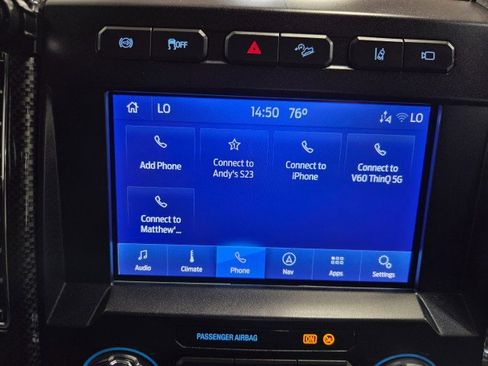 OFF
LO 14:50 76° LO
Add Phone
Connect to
Andy's S23
Connect to
iPhone
Connect to
V60 ThinQ 5G
Connect to
Matthew'...
Audio Climate Phone Nav Apps Settings
PASSENGER AIRBAG ON